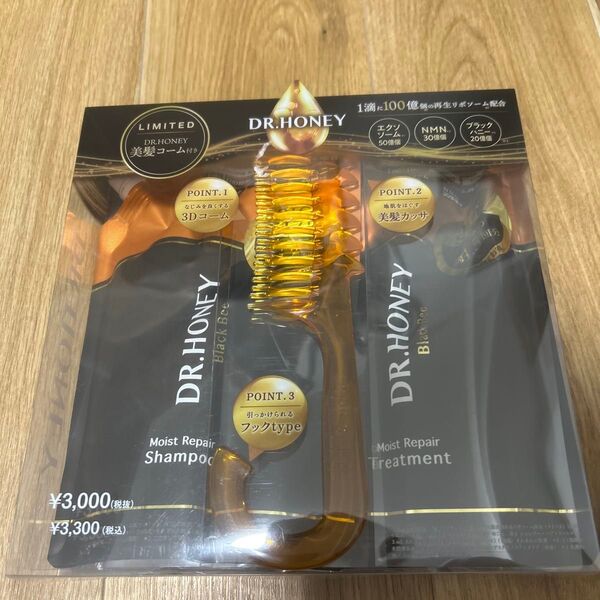 LIMITED
DR.HONEY
美髪コーム付き
DR.HONEY
1滴に100億個の再生リポソーム配合
エクソ
ソーム
50億個
NMN
30億個
ブラック
ハニー
20億個
POINT.1
なじみを良くする
3Dコーム
POINT.2
地肌をほぐす
美髪カッサ
DR.HONEY
Black Bee
DR.HONEY
Black Bee
POINT.3
引っかけられる
フックtype
Moist Repair
Shampoo
Moist Repair
Treatment
¥3,000(税抜)
¥3,300(税込)